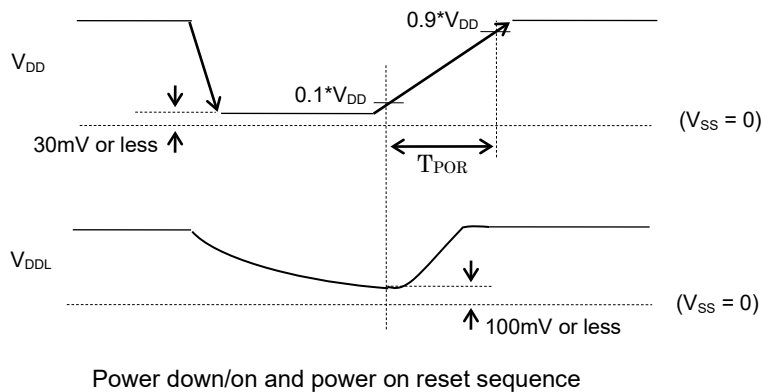 0.9*VDD
VDD
0.1*VDD
30mV or less
(VSS = 0)
TPOR
VDDL
(VSS = 0)
100mV or less
Power down/on and power on reset sequence